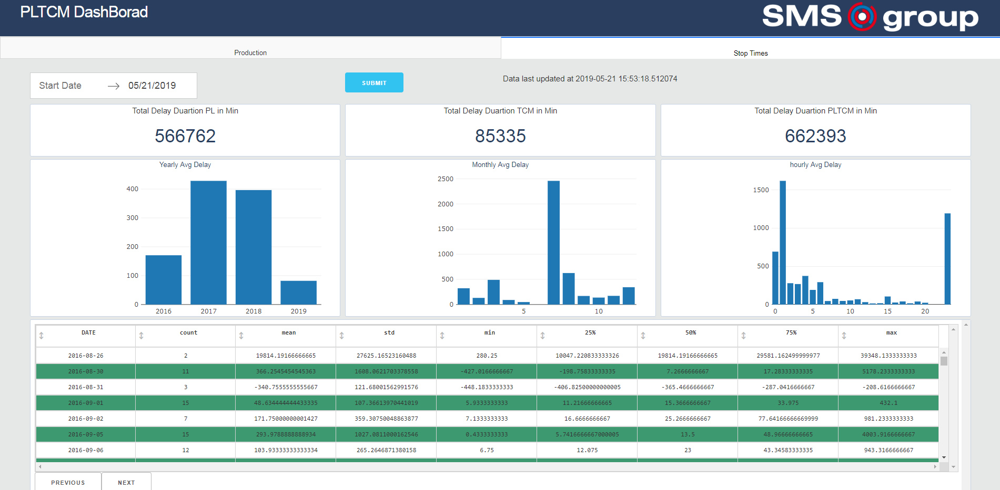 PLTCM DashBorad
SMS group
Production
Stop Times
Start Date → 05/21/2019
SUBMIT
Data last updated at 2019-05-21 15:53:18.512074
Total Delay Duartion PL in Min
566762
Total Delay Duartion TCM in Min
85335
Total Delay Duartion PLTCM in Min
662393
Yearly Avg Delay
400
300
200
100
0
2016 2017 2018 2019
Monthly Avg Delay
2500
2000
1500
1000
500
0
5 10
hourly Avg Delay
1500
1000
500
0
0 5 10 15 20
DATE count mean std min 25% 50% 75% max
2016-08-26 2 19814.19166666665 27625.16523160488 280.25 10047.220833333326 19814.19166666665 29581.162499999977 39348.1333333333
2016-08-30 11 366.2545454545363 1608.0621703378558 -427.0166666667 -198.75833333335 7.2666666667 17.28333333335 5178.2333333333
2016-08-31 3 -340.7555555555667 121.68001562991576 -448.1833333333 -406.82500000000005 -365.4666666667 -287.0416666667 -208.6166666667
2016-09-01 15 48.634444444433335 107.36613970441019 5.9333333333 11.21666666665 15.3666666667 33.975 432.1
2016-09-02 7 171.75000000001427 359.30750048863877 7.1333333333 16.6666666667 25.2666666667 77.64166666669999 981.2333333333
2016-09-05 15 293.9788888888934 1027.0811000162546 0.4333333333 5.7416666667000005 13.5 48.96666666665 4003.9166666667
2016-09-06 12 103.93333333333334 265.2646871380158 6.75 12.075 23 43.34583333335 943.3166666667
PREVIOUS NEXT